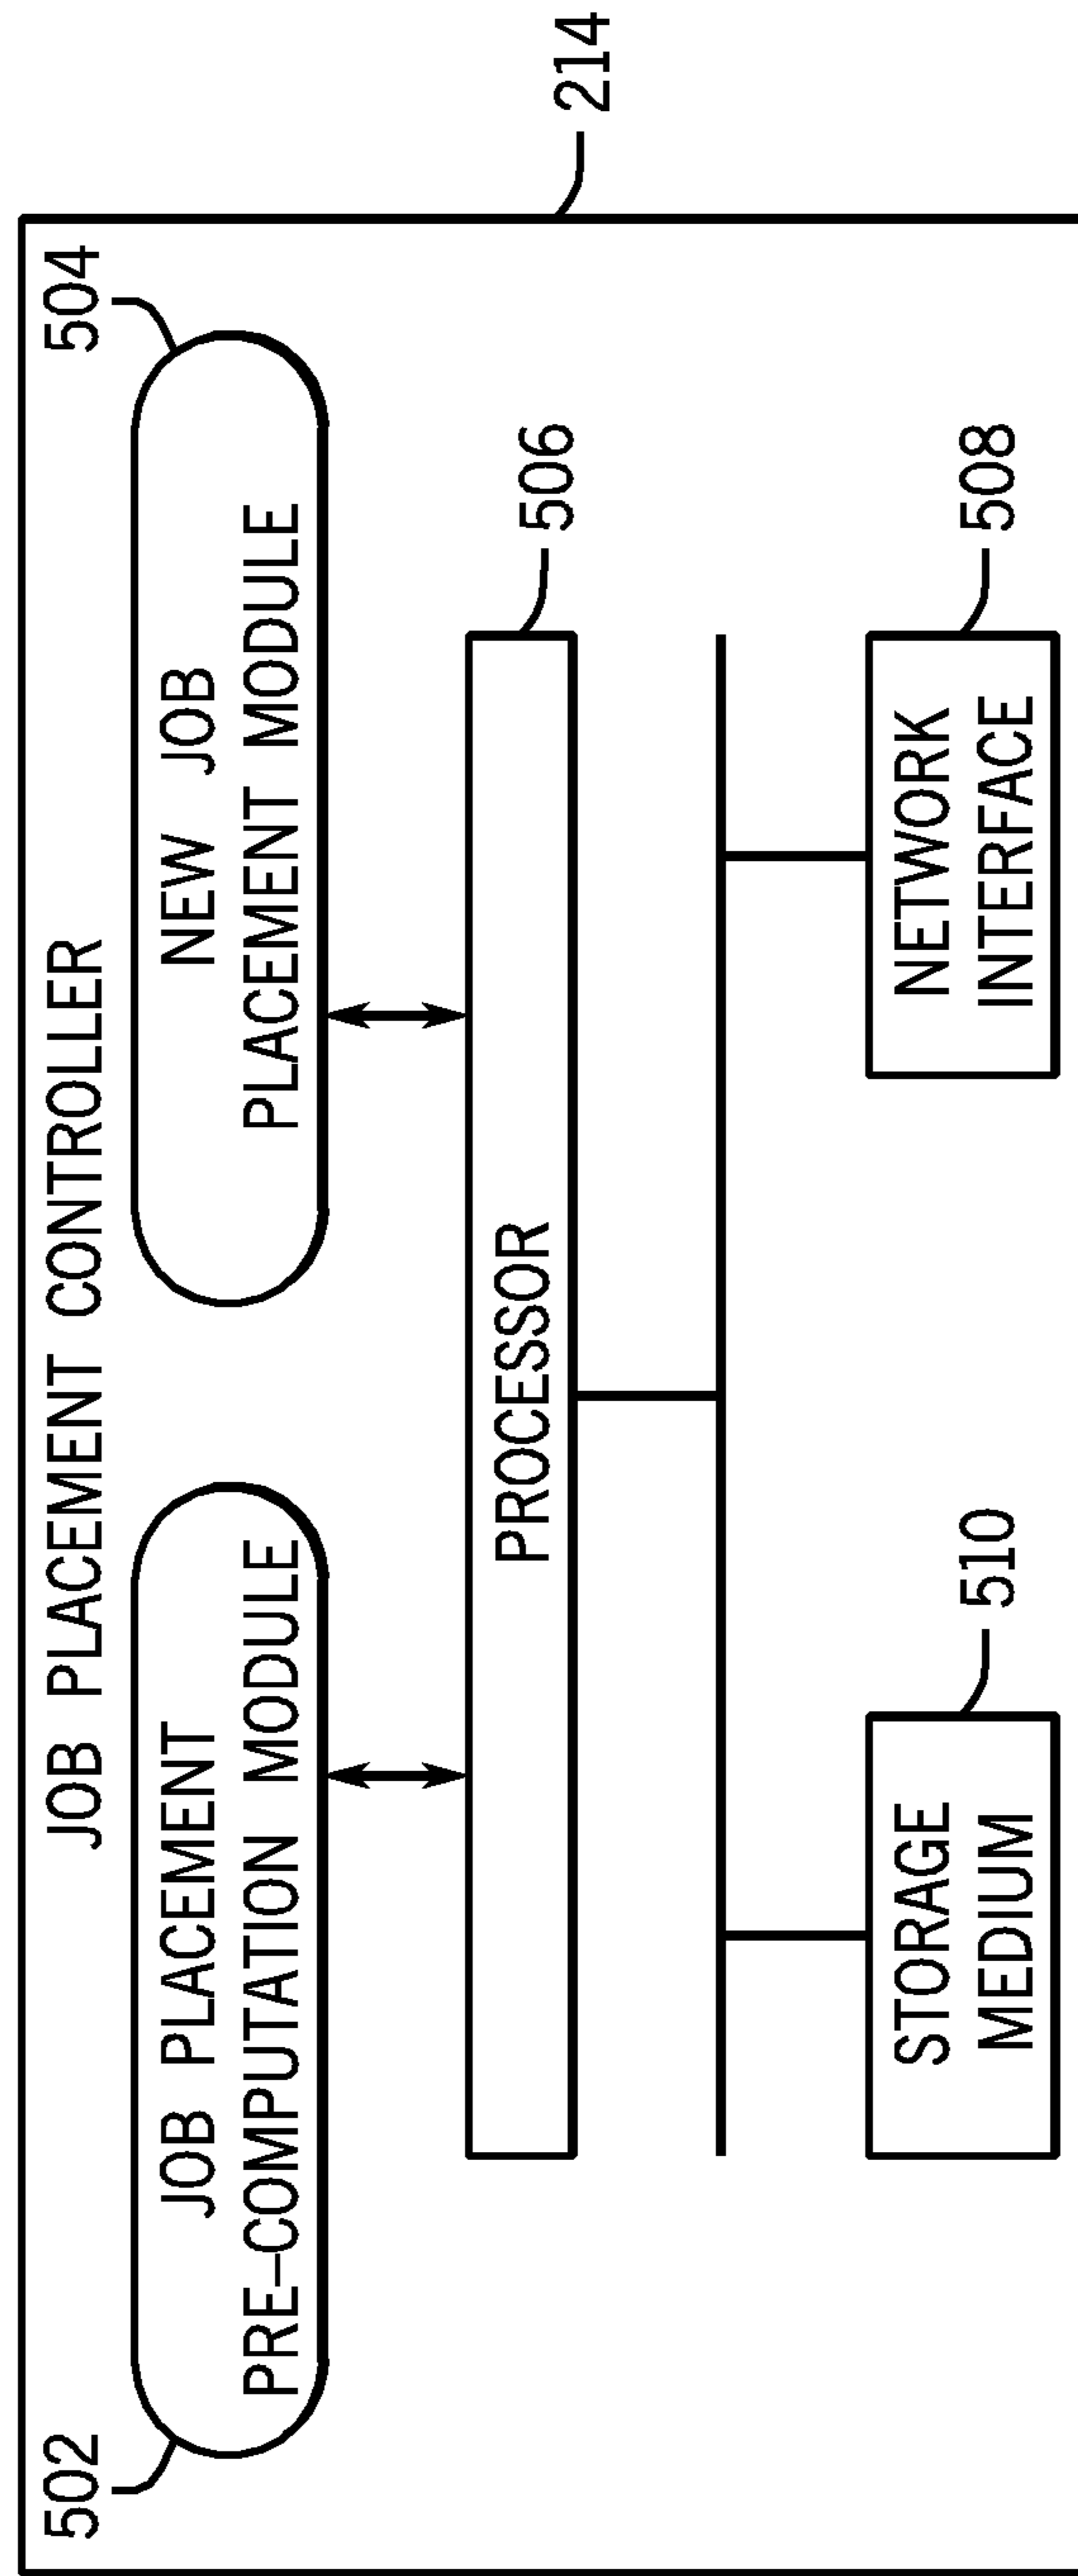 JOB PLACEMENT CONTROLLER
502
504
JOB PLACEMENT
PRE-COMPUTATION MODULE
NEW JOB
PLACEMENT MODULE
214
506
PROCESSOR
510
508
STORAGE
MEDIUM
NETWORK
INTERFACE